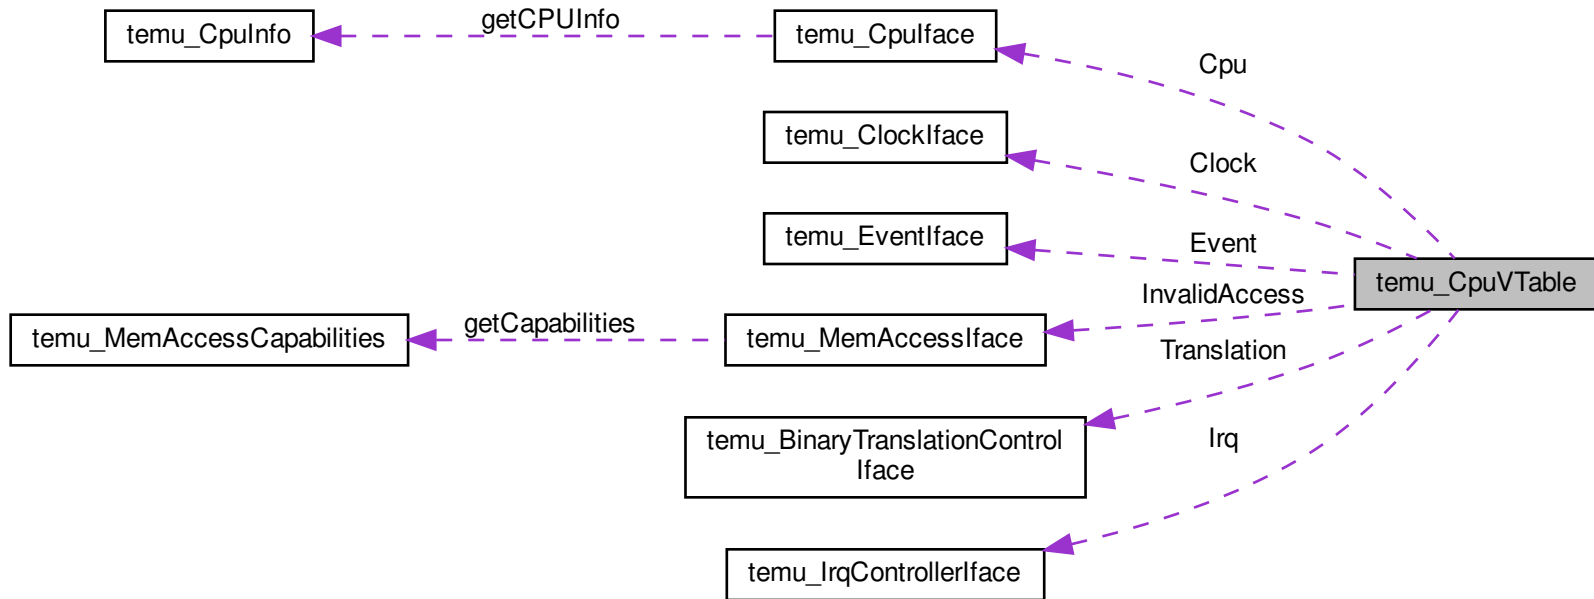 temu_CpuInfo
getCPUInfo
temu_CpuIface
Cpu
temu_ClockIface
Clock
temu_EventIface
Event
temu_CpuVTable
InvalidAccess
temu_MemAccessCapabilities
getCapabilities
temu_MemAccessIface
Translation
temu_BinaryTranslationControl
Iface
Irq
temu_IrqControllerIface